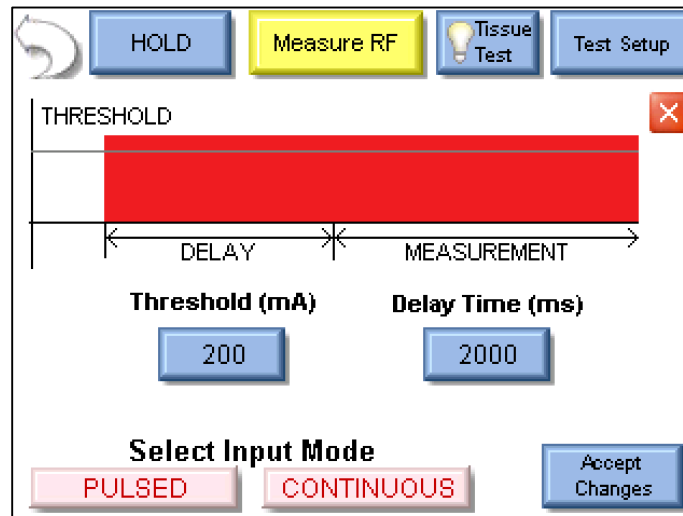 HOLD
Measure RF
Tissue
Test
Test Setup
THRESHOLD
DELAY
MEASUREMENT
Threshold (mA)
Delay Time (ms)
200
2000
Select Input Mode
PULSED
CONTINUOUS
Accept
Changes